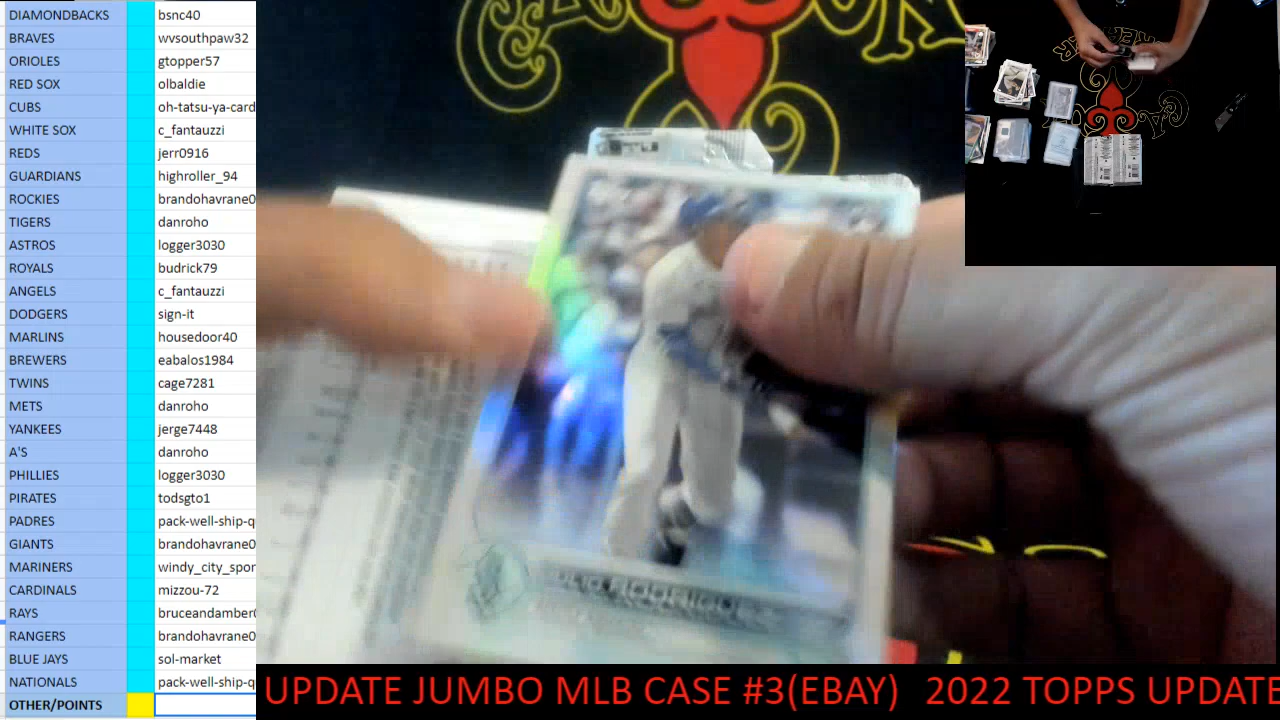 DIAMONDBACKS bsnc40
BRAVES wvsouthpaw32
ORIOLES gtopper57
RED SOX olbaldie
CUBS oh-tatsu-ya-card
WHITE SOX c_fantauzzi
REDS jerr0916
GUARDIANS highroller_94
ROCKIES brandohavrane0
TIGERS danroho
ASTROS logger3030
ROYALS budrick79
ANGELS c_fantauzzi
DODGERS sign-it
MARLINS housedoor40
BREWERS eabalos1984
TWINS cage7281
METS danroho
YANKEES jerge7448
A'S danroho
PHILLIES logger3030
PIRATES todsgto1
PADRES pack-well-ship-q
GIANTS brandohavrane0
MARINERS windy_city_spor
CARDINALS mizzou-72
RAYS bruceandamber0
RANGERS brandohavrane0
BLUE JAYS sol-market
NATIONALS pack-well-ship-q
OTHER/POINTS
JULIO RODRIGUEZ
UPDATE JUMBO MLB CASE #3(EBAY) 2022 TOPPS UPDATE